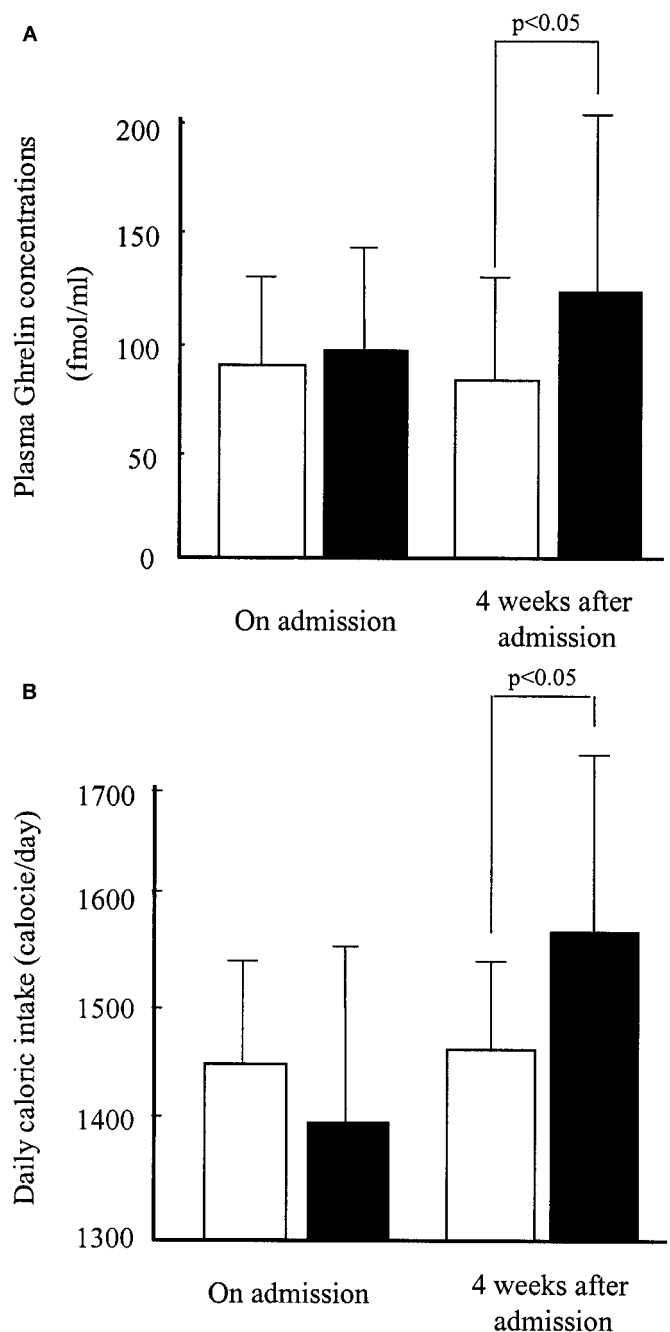 A
p<0.05
Plasma Ghrelin concentrations
(fmol/ml)
200
150
100
50
0
On admission
4 weeks after
admission
B
p<0.05
Daily caloric intake (calocie/day)
1700
1600
1500
1400
1300
On admission
4 weeks after
admission